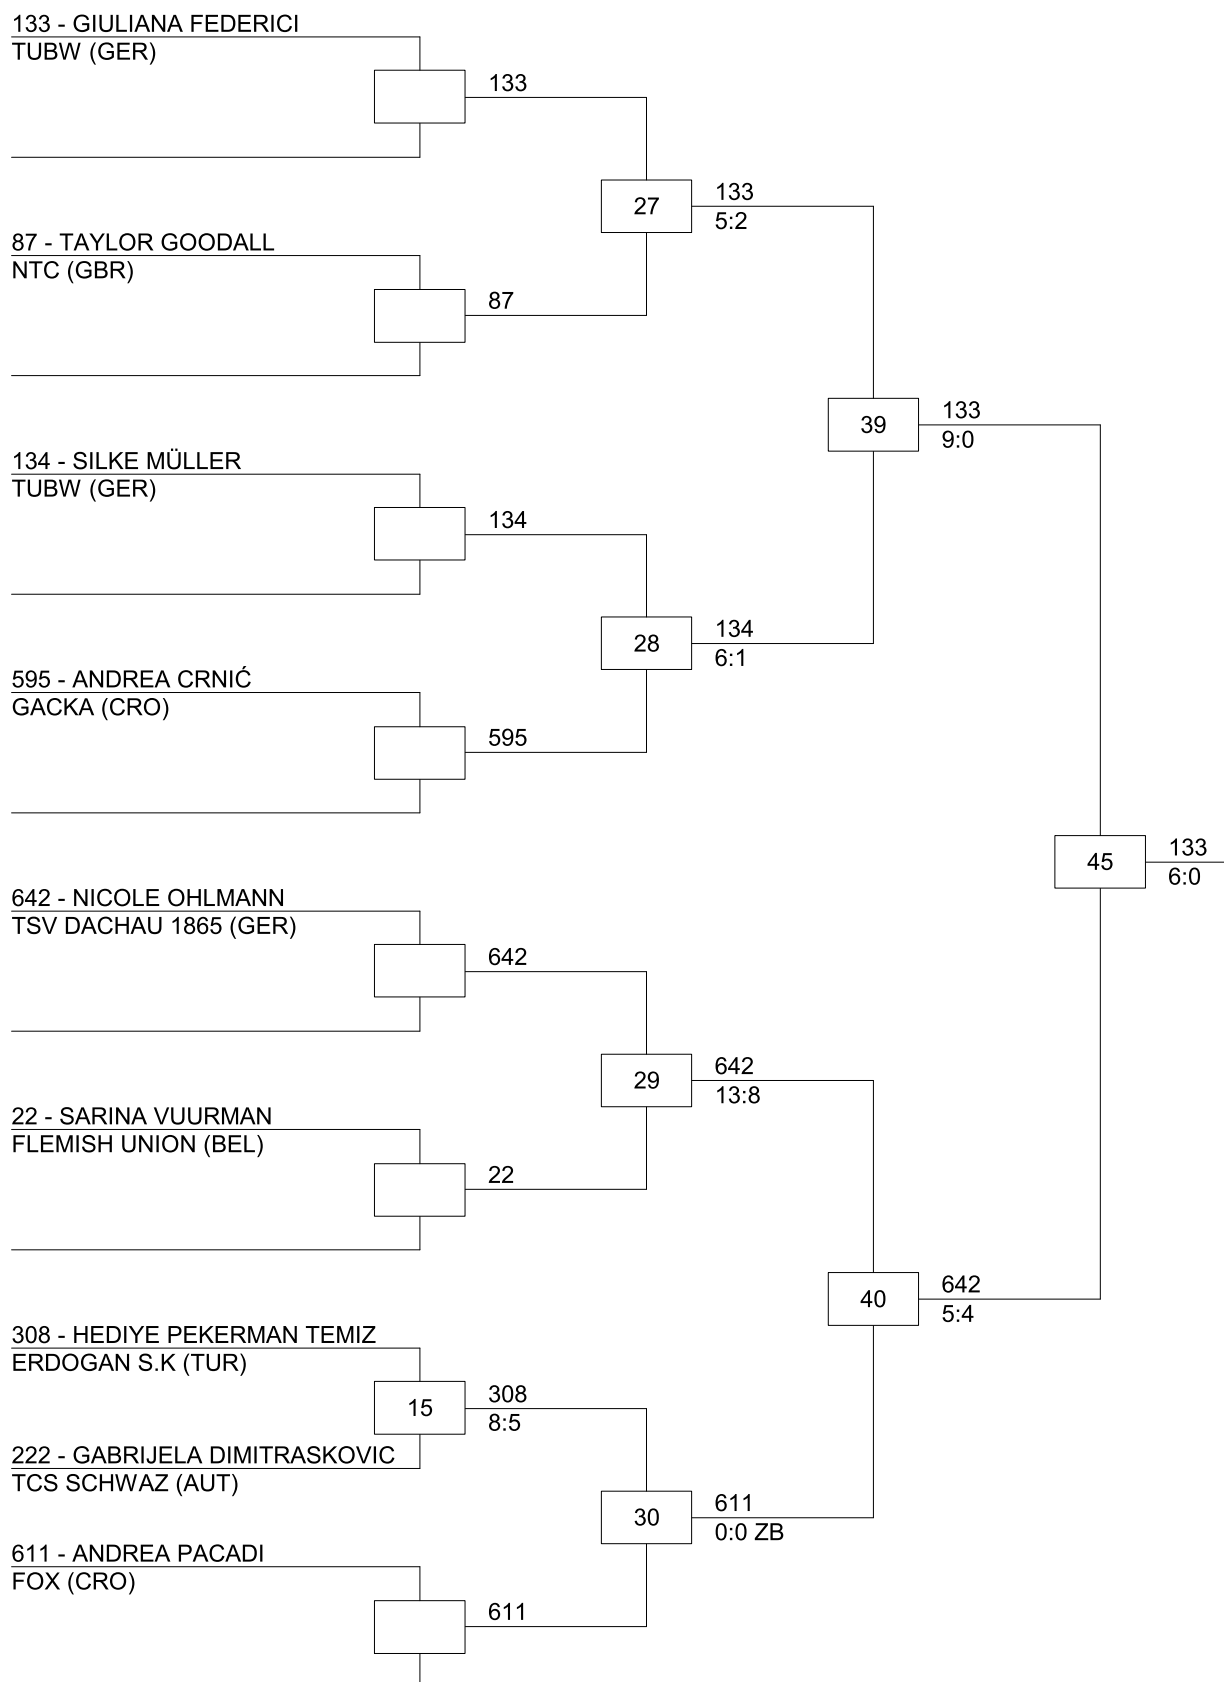 133 - GIULIANA FEDERICI
TUBW (GER)
133
27
133
5:2
87 - TAYLOR GOODALL
NTC (GBR)
87
39
133
9:0
134 - SILKE MÜLLER
TUBW (GER)
134
28
134
6:1
595 - ANDREA CRNIĆ
GACKA (CRO)
595
45
133
6:0
642 - NICOLE OHLMANN
TSV DACHAU 1865 (GER)
642
29
642
13:8
22 - SARINA VUURMAN
FLEMISH UNION (BEL)
22
40
642
5:4
308 - HEDIYE PEKERMAN TEMIZ
ERDOGAN S.K (TUR)
15
308
8:5
222 - GABRIJELA DIMITRASKOVIC
TCS SCHWAZ (AUT)
30
611
0:0 ZB
611 - ANDREA PACADI
FOX (CRO)
611